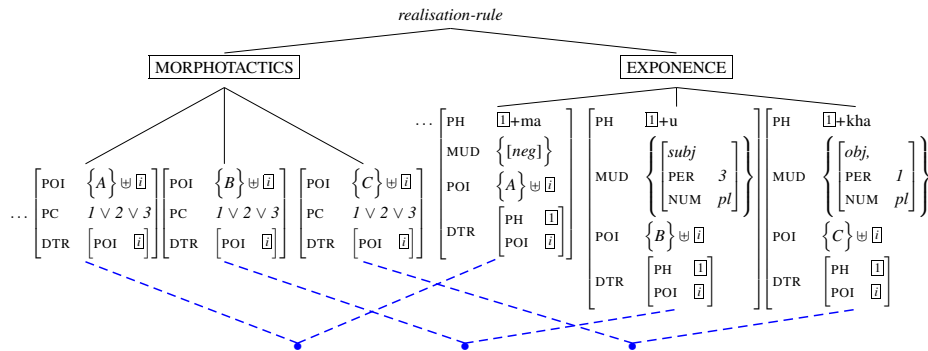 realisation-rule
MORPHOTACTICS
EXPONENCE
... [POI {A} ⊎ i
PC 1 ∨ 2 ∨ 3
DTR [POI i]]
[POI {B} ⊎ i
PC 1 ∨ 2 ∨ 3
DTR [POI i]]
[POI {C} ⊎ i
PC 1 ∨ 2 ∨ 3
DTR [POI i]]
... [PH 1+ma
MUD {[neg]}
POI {A} ⊎ i
DTR [PH 1
POI i]]
[PH 1+u
MUD {[subj
PER 3
NUM pl]}
POI {B} ⊎ i
DTR [PH 1
POI i]]
[PH 1+kha
MUD {[obj,
PER 1
NUM pl]}
POI {C} ⊎ i
DTR [PH 1
POI i]]